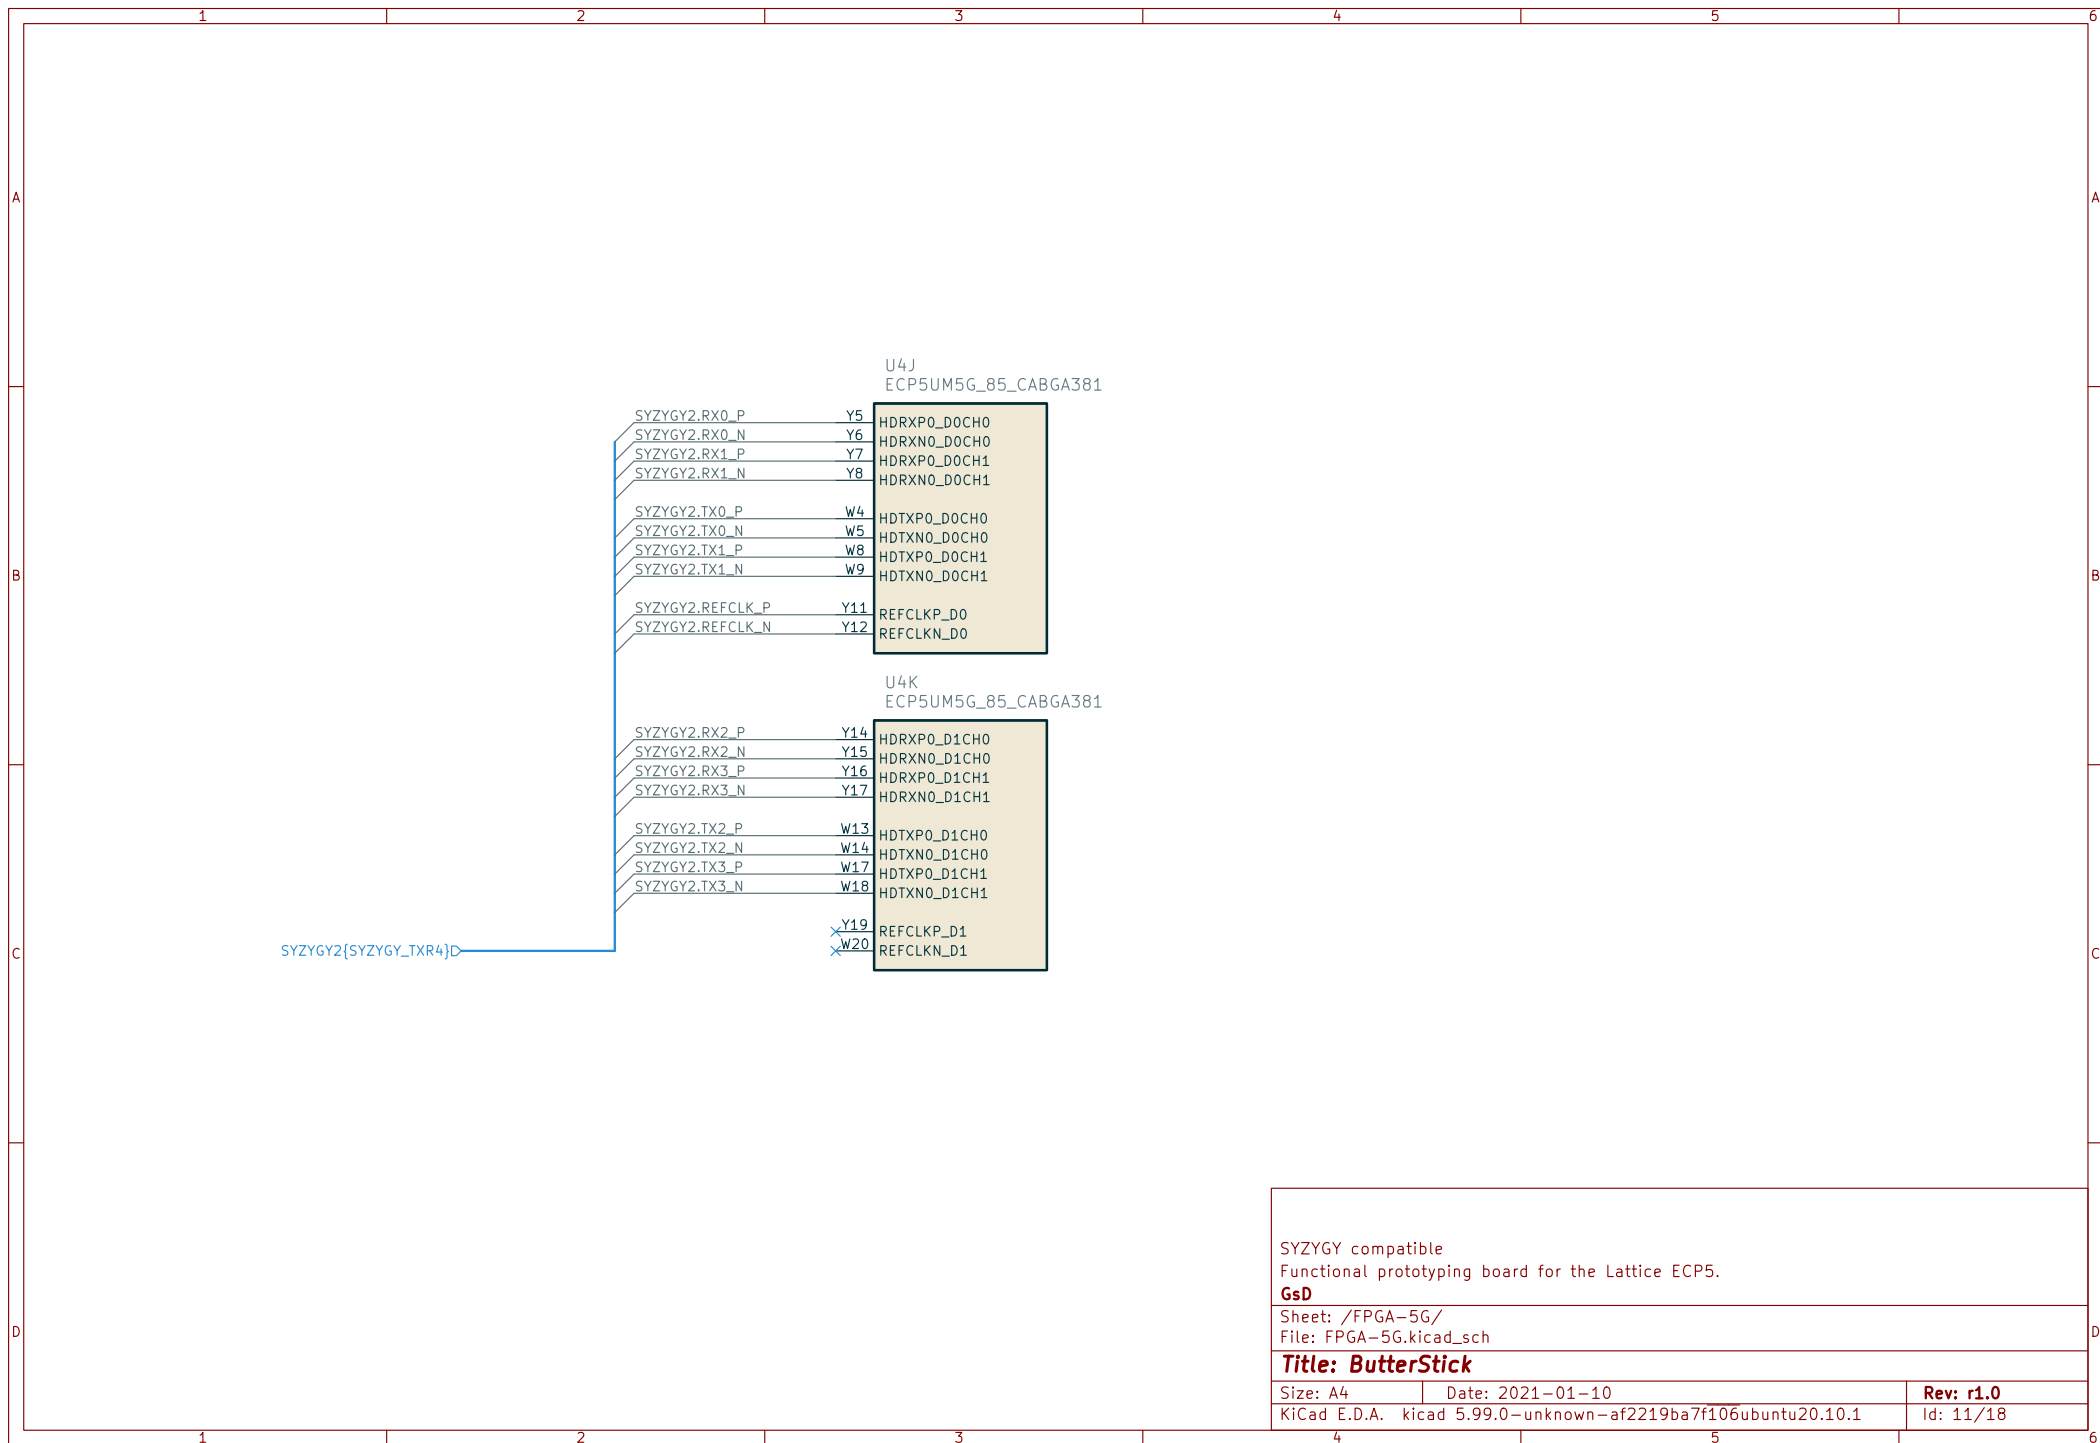 1 2 3 4 5 6
A A
U4J
ECP5UM5G_85_CABGA381
SYZYGY2.RX0_P Y5 HDRXP0_D0CH0
SYZYGY2.RX0_N Y6 HDRXN0_D0CH0
SYZYGY2.RX1_P Y7 HDRXP0_D0CH1
SYZYGY2.RX1_N Y8 HDRXN0_D0CH1
SYZYGY2.TX0_P W4 HDTXP0_D0CH0
SYZYGY2.TX0_N W5 HDTXN0_D0CH0
SYZYGY2.TX1_P W8 HDTXP0_D0CH1
SYZYGY2.TX1_N W9 HDTXN0_D0CH1
B B
SYZYGY2.REFCLK_P Y11 REFCLKP_D0
SYZYGY2.REFCLK_N Y12 REFCLKN_D0
U4K
ECP5UM5G_85_CABGA381
SYZYGY2.RX2_P Y14 HDRXP0_D1CH0
SYZYGY2.RX2_N Y15 HDRXN0_D1CH0
SYZYGY2.RX3_P Y16 HDRXP0_D1CH1
SYZYGY2.RX3_N Y17 HDRXN0_D1CH1
SYZYGY2.TX2_P W13 HDTXP0_D1CH0
SYZYGY2.TX2_N W14 HDTXN0_D1CH0
SYZYGY2.TX3_P W17 HDTXP0_D1CH1
SYZYGY2.TX3_N W18 HDTXN0_D1CH1
Y19 REFCLKP_D1
SYZYGY2{SYZYGY_TXR4} W20 REFCLKN_D1
C C
SYZYGY compatible
Functional prototyping board for the Lattice ECP5.
GsD
Sheet: /FPGA-5G/
File: FPGA-5G.kicad_sch
D D
Title: ButterStick
Size: A4 Date: 2021-01-10 Rev: r1.0
KiCad E.D.A. kicad 5.99.0-unknown-af2219ba7f106ubuntu20.10.1 Id: 11/18
1 2 3 4 5 6